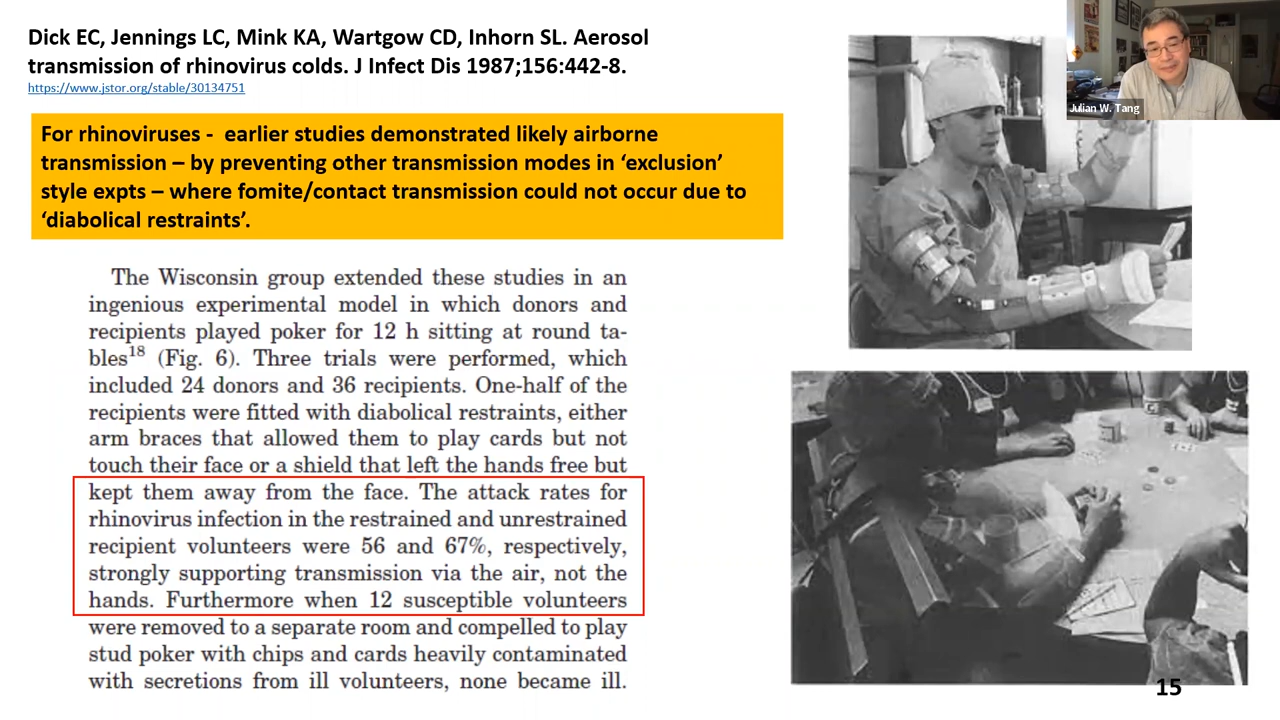 Dick EC, Jennings LC, Mink KA, Wartgow CD, Inhorn SL. Aerosol
transmission of rhinovirus colds. J Infect Dis 1987;156:442-8.
https://www.jstor.org/stable/30134751
Julian W. Tang
For rhinoviruses - earlier studies demonstrated likely airborne
transmission – by preventing other transmission modes in ‘exclusion’
style expts – where fomite/contact transmission could not occur due to
‘diabolical restraints’.
The Wisconsin group extended these studies in an
ingenious experimental model in which donors and
recipients played poker for 12 h sitting at round ta-
bles18 (Fig. 6). Three trials were performed, which
included 24 donors and 36 recipients. One-half of the
recipients were fitted with diabolical restraints, either
arm braces that allowed them to play cards but not
touch their face or a shield that left the hands free but
kept them away from the face. The attack rates for
rhinovirus infection in the restrained and unrestrained
recipient volunteers were 56 and 67%, respectively,
strongly supporting transmission via the air, not the
hands. Furthermore when 12 susceptible volunteers
were removed to a separate room and compelled to play
stud poker with chips and cards heavily contaminated
with secretions from ill volunteers, none became ill.
15